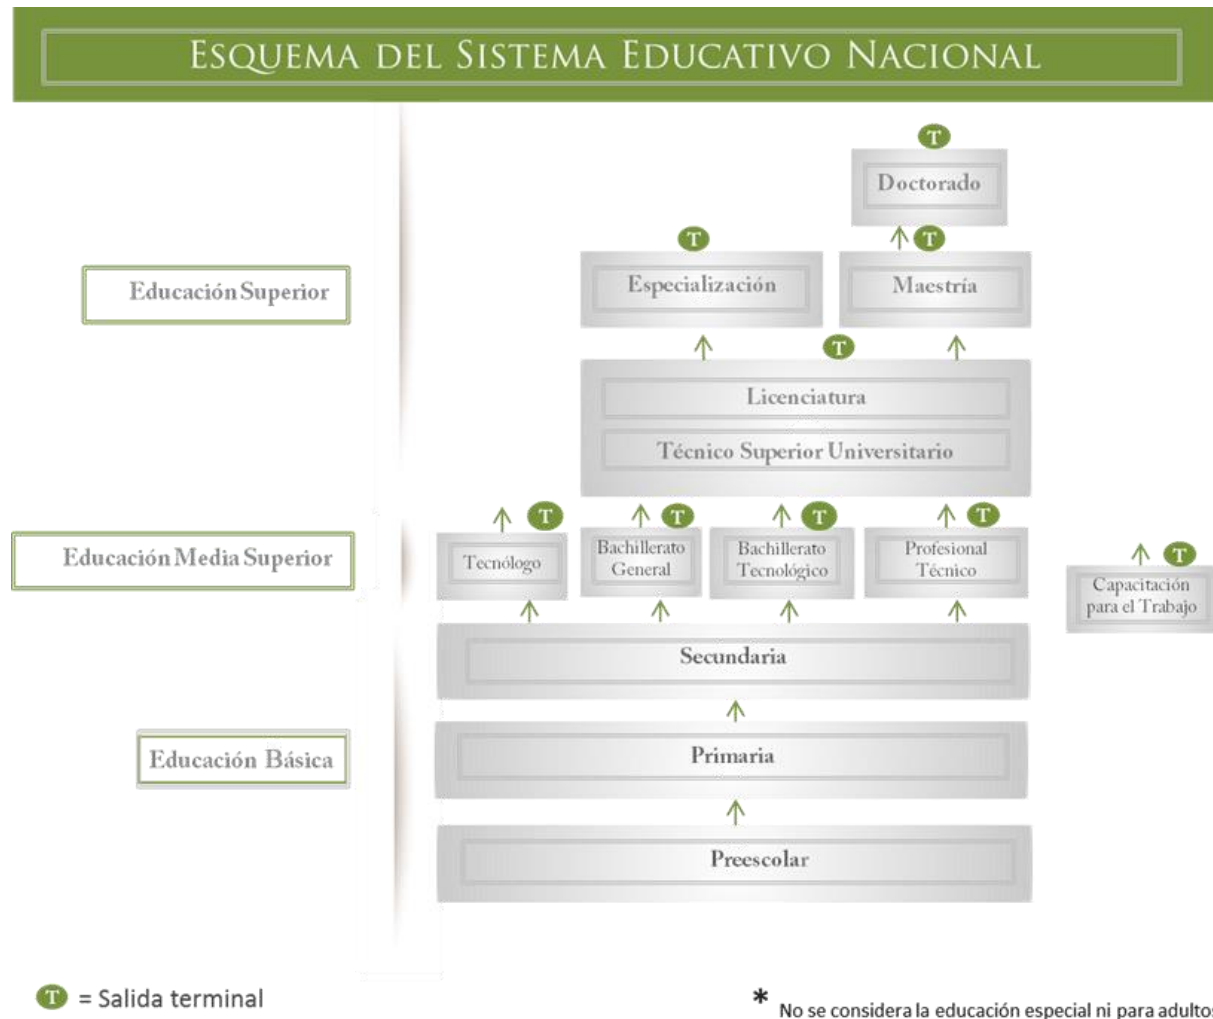 ESQUEMA DEL SISTEMA EDUCATIVO NACIONAL
T
Doctorado
T
T
Educación Superior
Especialización
Maestría
T
Licenciatura
Técnico Superior Universitario
T
T
T
T
Educación Media Superior
Tecnólogo
Bachillerato
General
Bachillerato
Tecnológico
Profesional
Técnico
T
Capacitación
para el Trabajo
Secundaria
Educación Básica
Primaria
Preescolar
T = Salida terminal
* No se considera la educación especial ni para adultos